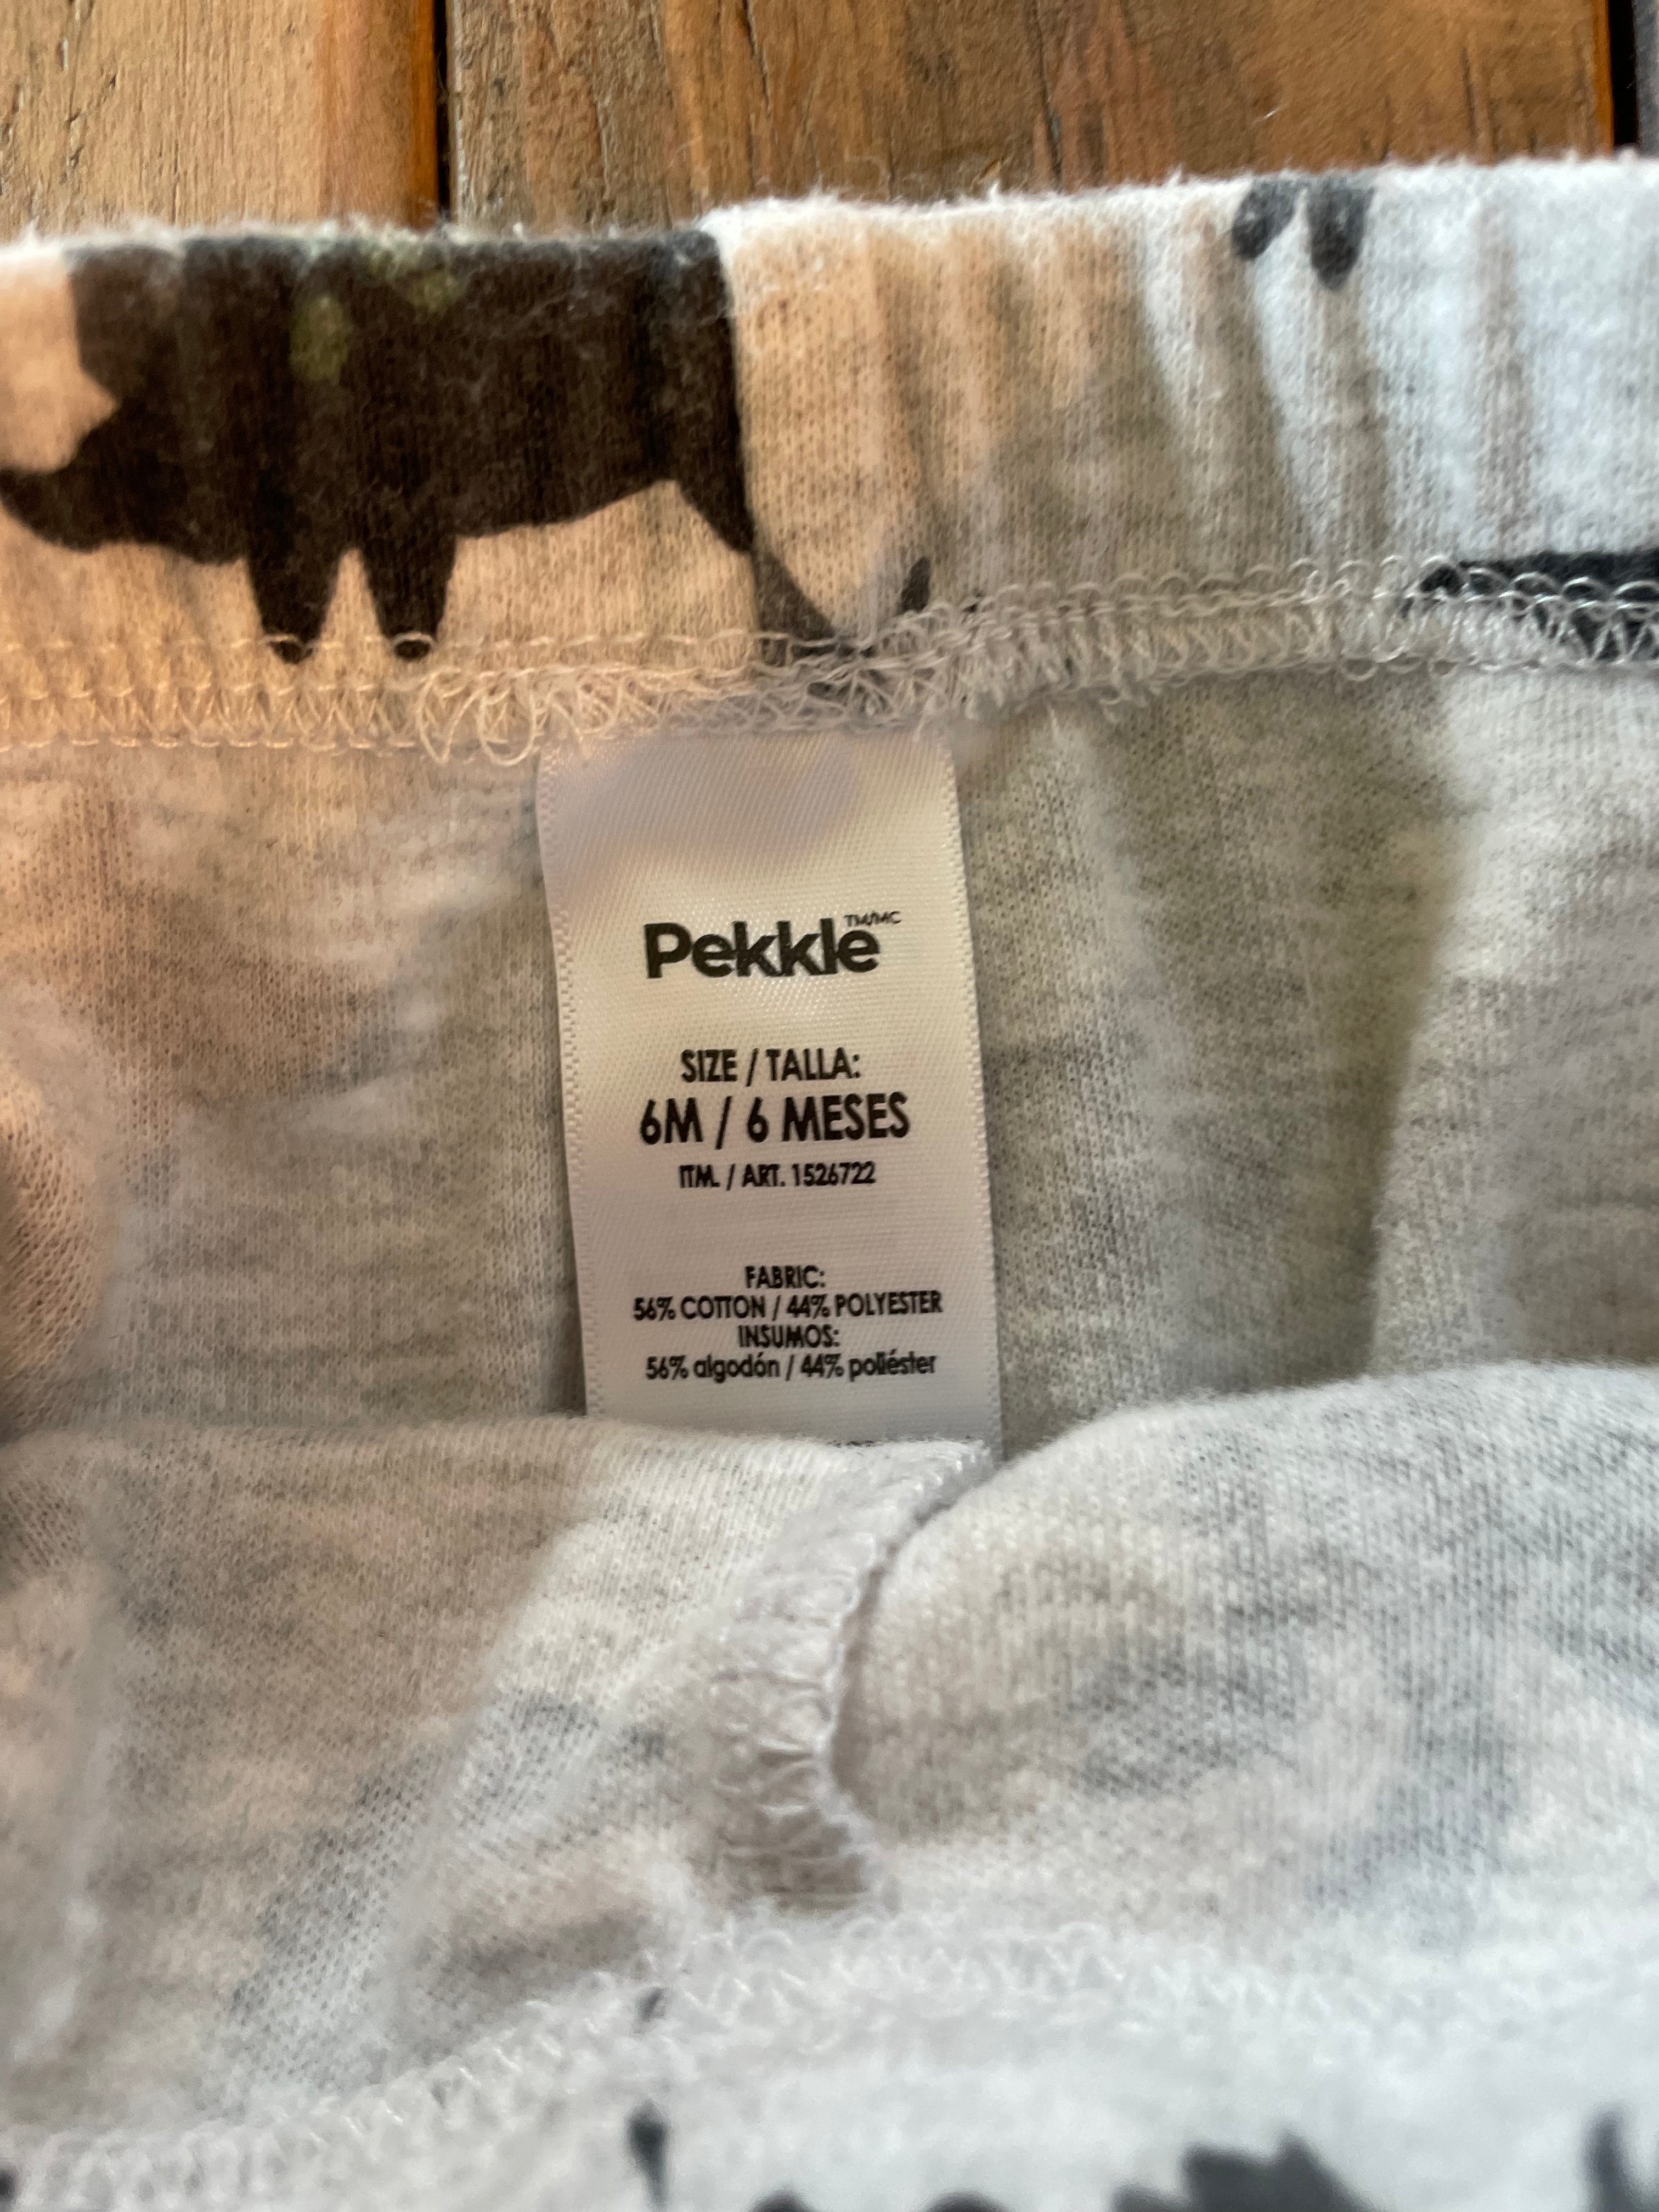 Pekkle TM/MC
SIZE / TALLA:
6M / 6 MESES
ITM. / ART. 1526722
FABRIC:
56% COTTON / 44% POLYESTER
INSUMOS:
56% algodón / 44% poliéster